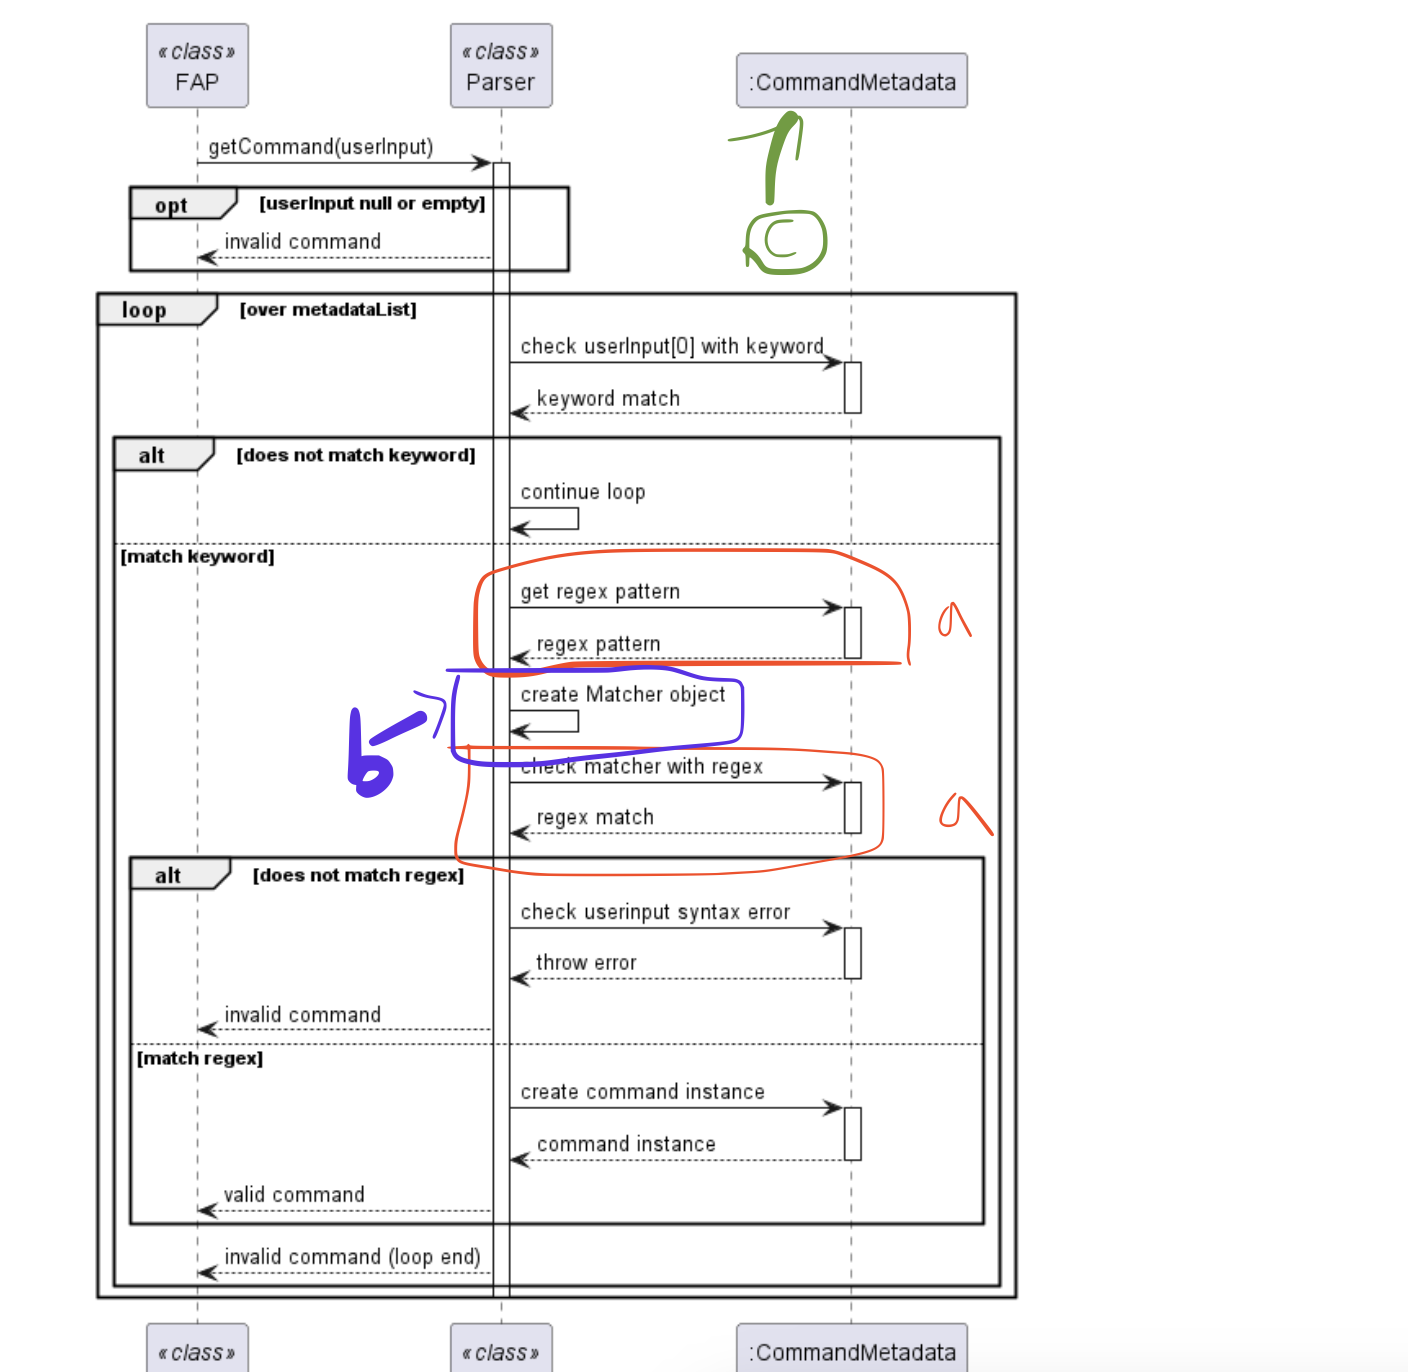 «class»
FAP
«class»
Parser
:CommandMetadata
getCommand(userInput)
opt
[userInput null or empty]
invalid command
C
loop
[over metadataList]
check userInput[0] with keyword
keyword match
alt
[does not match keyword]
continue loop
[match keyword]
get regex pattern
regex pattern
a
create Matcher object
b
check matcher with regex
regex match
a
alt
[does not match regex]
check userinput syntax error
throw error
invalid command
[match regex]
create command instance
command instance
valid command
invalid command (loop end)
«class»
«class»
:CommandMetadata